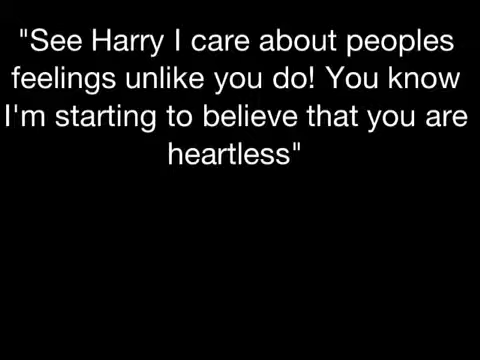 "See Harry I care about peoples
feelings unlike you do! You know
I'm starting to believe that you are
heartless"